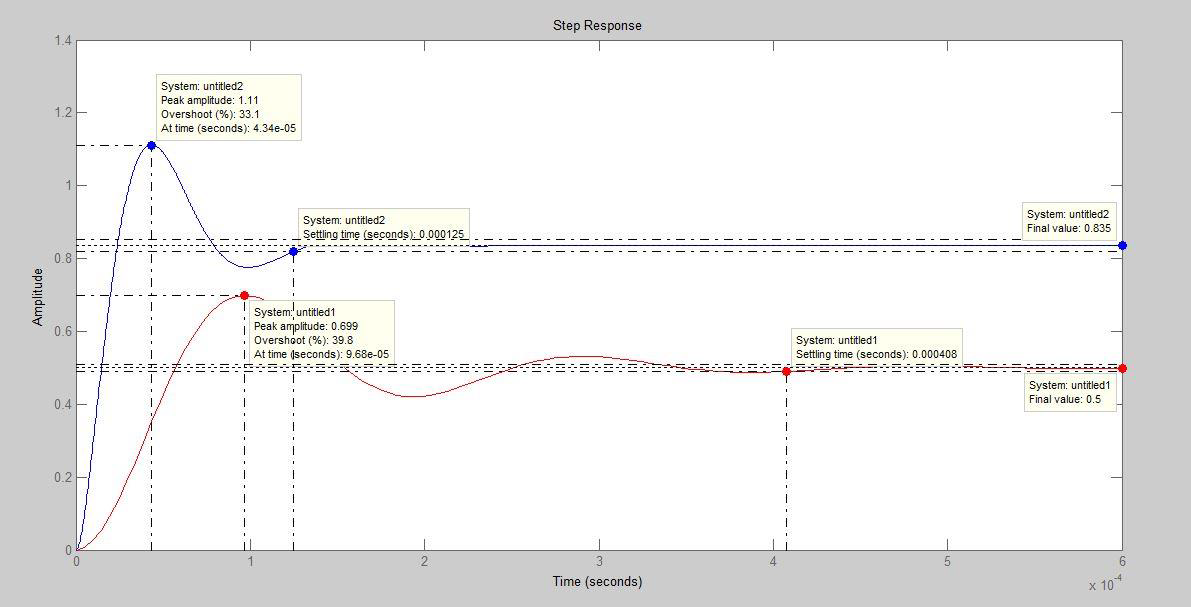 Step Response
1.4
1.2
1
0.8
0.6
0.4
0.2
0
Amplitude
System: untitled2
Peak amplitude: 1.11
Overshoot (%): 33.1
At time (seconds): 4.34e-05
System: untitled2
Settling time (seconds): 0.000125
System: untitled2
Final value: 0.835
System: untitled1
Peak amplitude: 0.699
Overshoot (%): 39.8
At time (seconds): 9.68e-05
System: untitled1
Settling time (seconds): 0.000408
System: untitled1
Final value: 0.5
0 1 2 3 4 5 6
Time (seconds)
x 10^-4